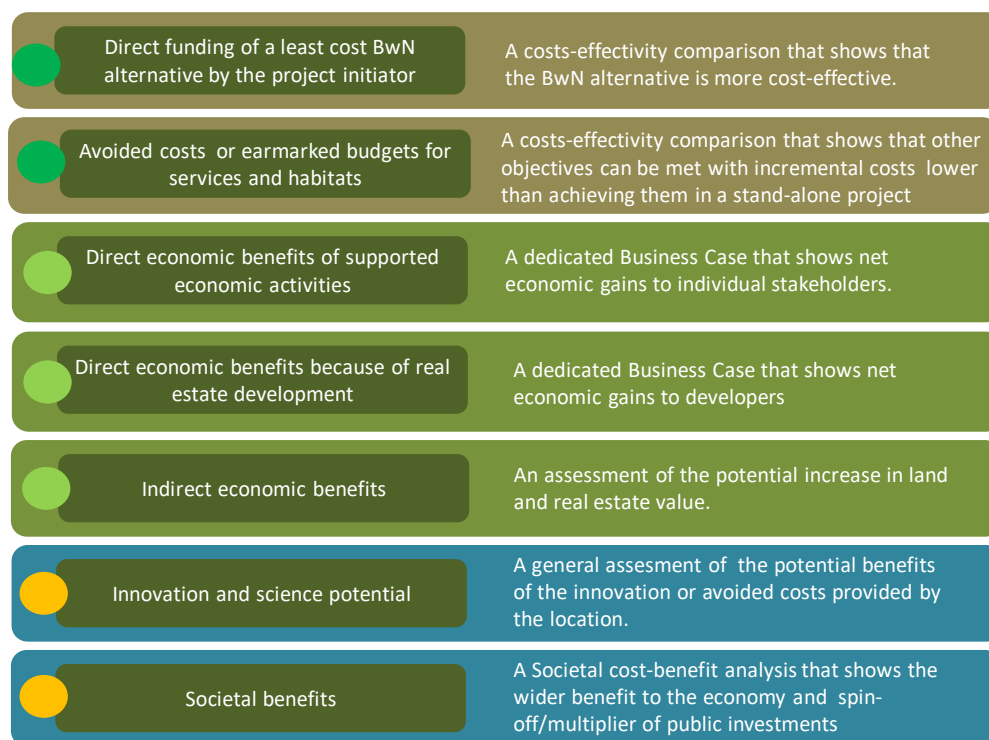 Direct funding of a least cost BwN
alternative by the project initiator
A costs-effectivity comparison that shows that
the BwN alternative is more cost-effective.
Avoided costs or earmarked budgets for
services and habitats
A costs-effectivity comparison that shows that other
objectives can be met with incremental costs lower
than achieving them in a stand-alone project
Direct economic benefits of supported
economic activities
A dedicated Business Case that shows net
economic gains to individual stakeholders.
Direct economic benefits because of real
estate development
A dedicated Business Case that shows net
economic gains to developers
Indirect economic benefits
An assessment of the potential increase in land
and real estate value.
Innovation and science potential
A general assesment of the potential benefits
of the innovation or avoided costs provided by
the location.
Societal benefits
A Societal cost-benefit analysis that shows the
wider benefit to the economy and spin-
off/multiplier of public investments